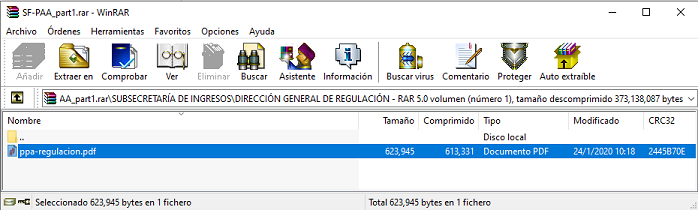 SF-PAA_part1.rar - WinRAR
Archivo Órdenes Herramientas Favoritos Opciones Ayuda
Añadir Extraer en Comprobar Ver Eliminar Buscar Asistente Información Buscar virus Comentario Proteger Auto extraíble
AA_part1.rar\SUBSECRETARÍA DE INGRESOS\DIRECCIÓN GENERAL DE REGULACIÓN - RAR 5.0 volumen (número 1), tamaño descomprimido 373,138,087 bytes
Nombre Tamaño Comprimido Tipo Modificado CRC32
.. Disco local
ppa-regulacion.pdf 623,945 613,331 Documento PDF 24/1/2020 10:18 2445B70E
Seleccionado 623,945 bytes en 1 fichero Total 623,945 bytes en 1 fichero